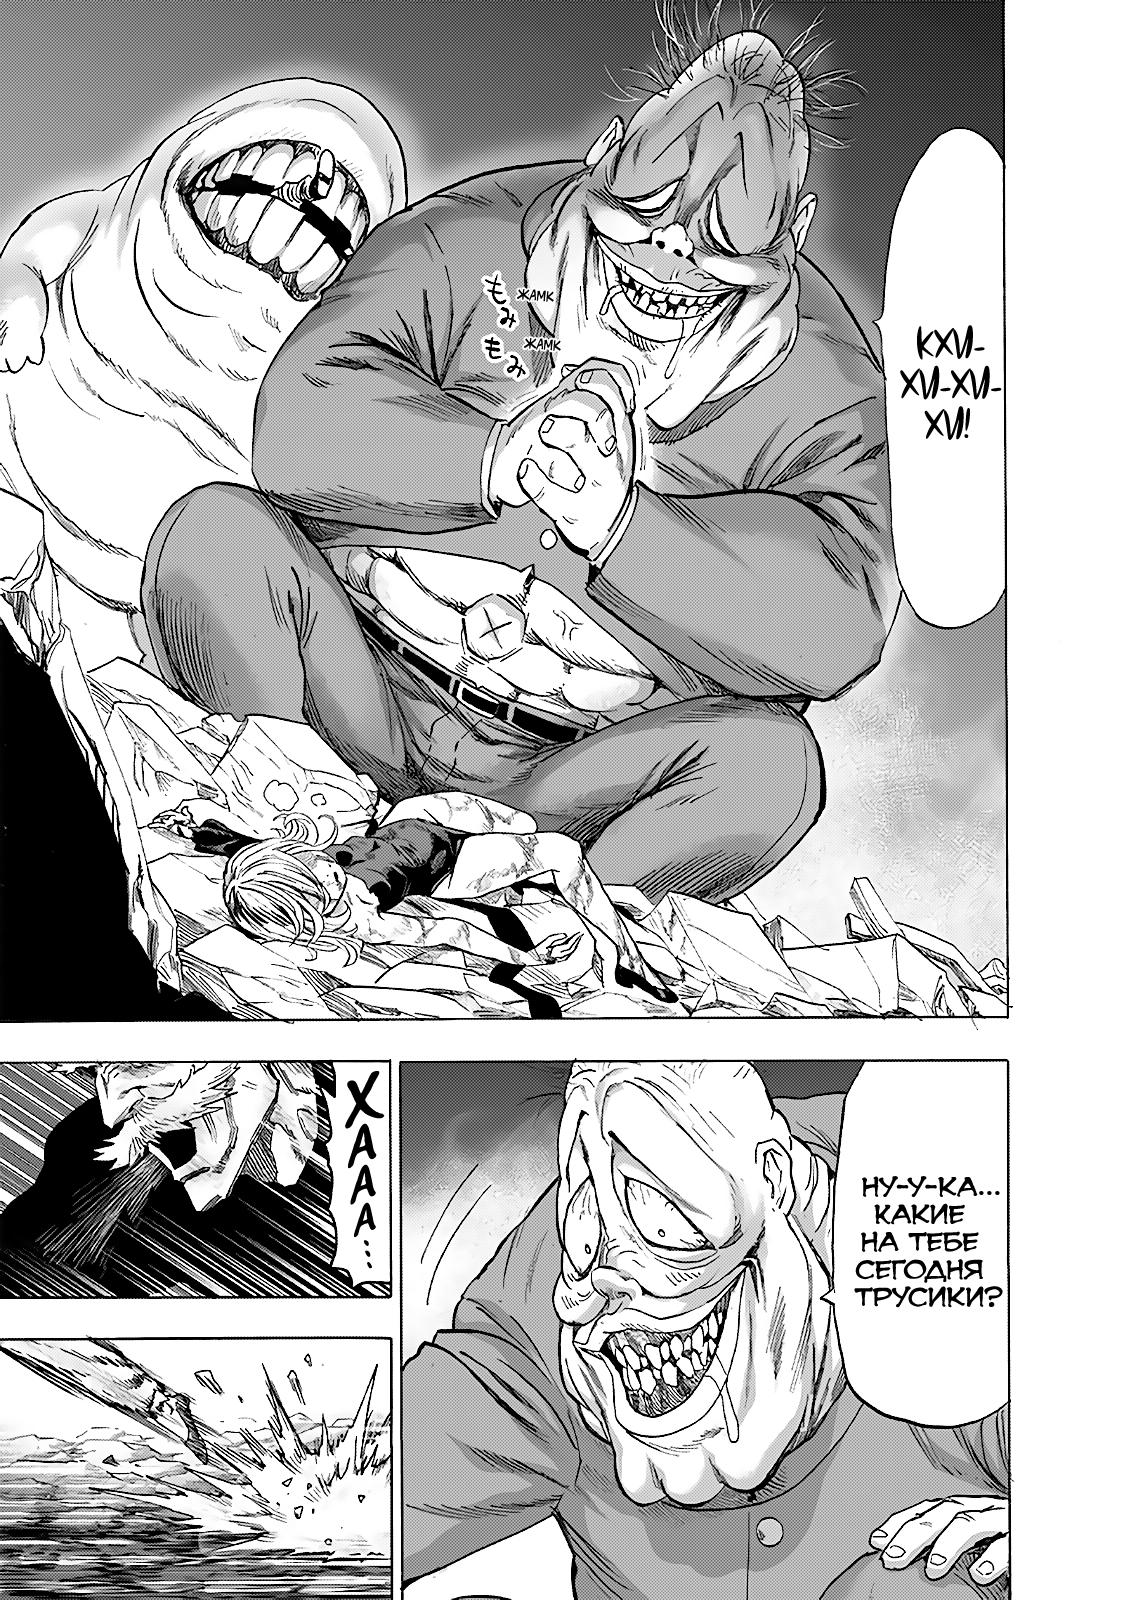 КХИ-
ХИ-ХИ-
ХИ!
もみ
ЖАМК
もみ
ЖАМК
НУ-У-КА...
КАКИЕ
НА ТЕБЕ
СЕГОДНЯ
ТРУСИКИ?
ХААА...